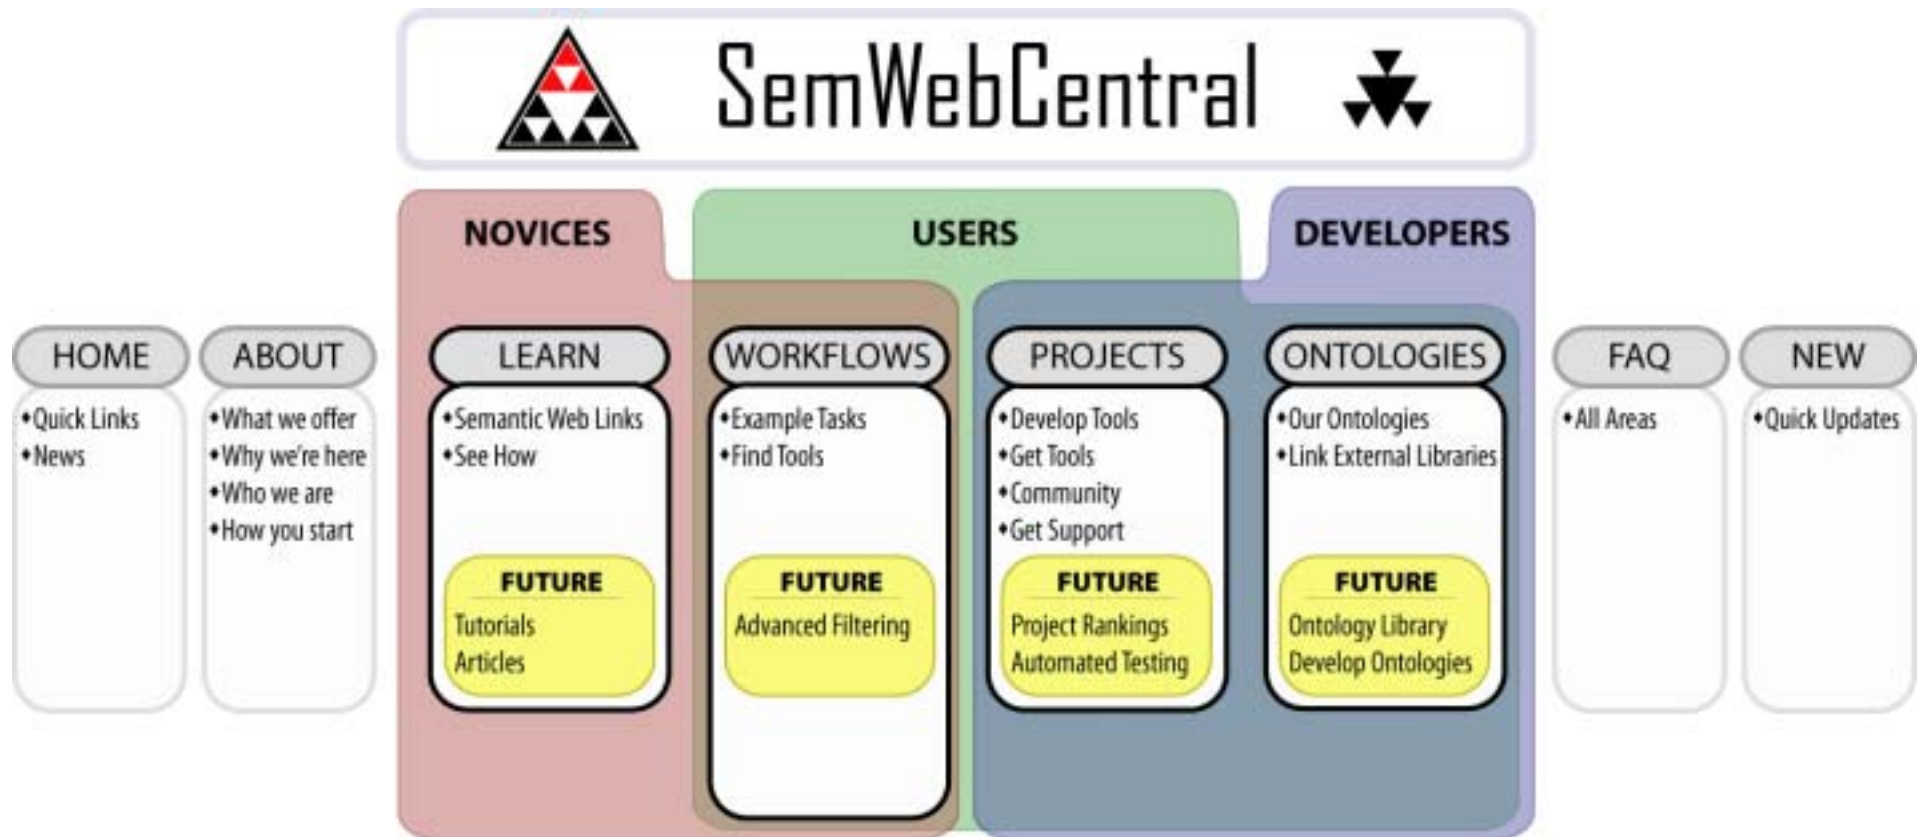 SemWebCentral
NOVICES
USERS
DEVELOPERS
HOME
•Quick Links
•News
ABOUT
•What we offer
•Why we're here
•Who we are
•How you start
LEARN
•Semantic Web Links
•See How
FUTURE
Tutorials
Articles
WORKFLOWS
•Example Tasks
•Find Tools
FUTURE
Advanced Filtering
PROJECTS
•Develop Tools
•Get Tools
•Community
•Get Support
FUTURE
Project Rankings
Automated Testing
ONTOLOGIES
•Our Ontologies
•Link External Libraries
FUTURE
Ontology Library
Develop Ontologies
FAQ
•All Areas
NEW
•Quick Updates